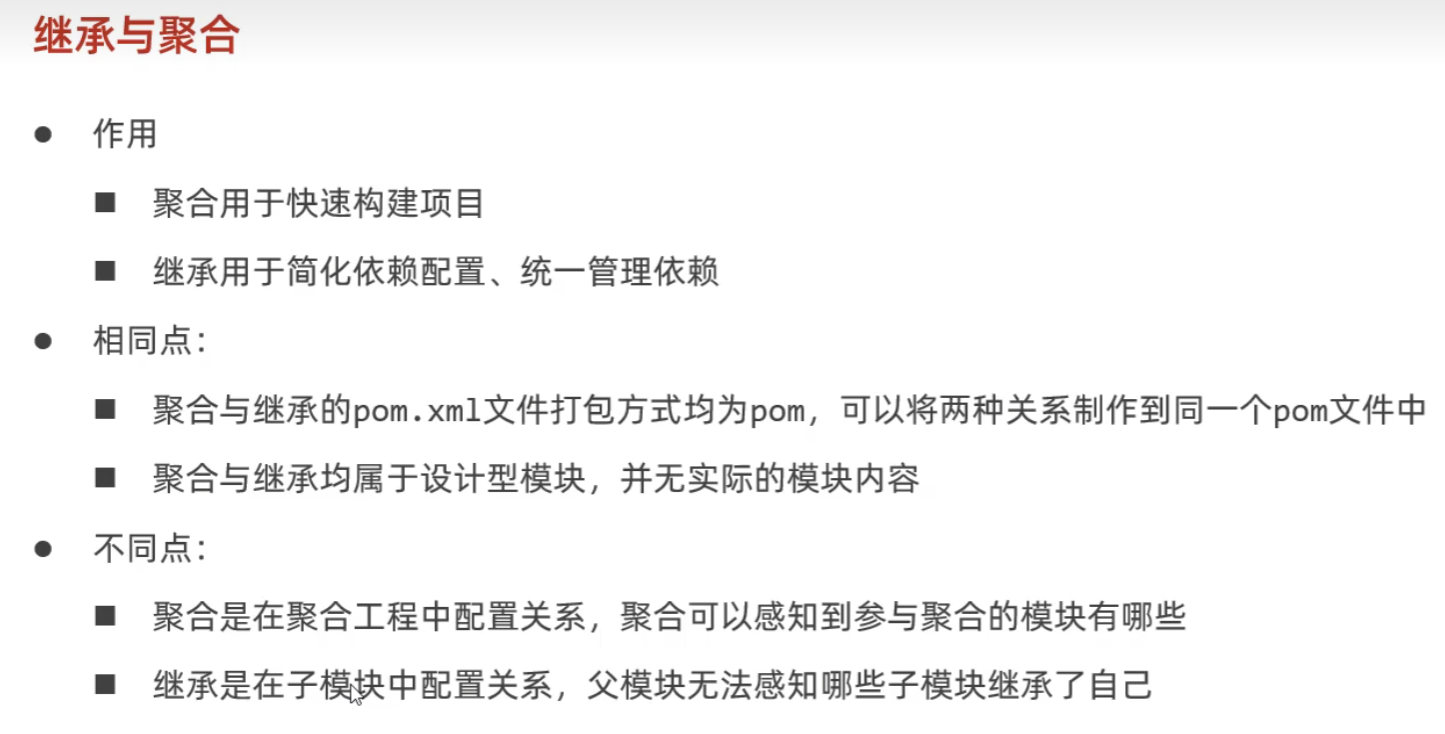 继承与聚合
● 作用
■ 聚合用于快速构建项目
■ 继承用于简化依赖配置、统一管理依赖
● 相同点：
■ 聚合与继承的pom.xml文件打包方式均为pom，可以将两种关系制作到同一个pom文件中
■ 聚合与继承均属于设计型模块，并无实际的模块内容
● 不同点：
■ 聚合是在聚合工程中配置关系，聚合可以感知到参与聚合的模块有哪些
■ 继承是在子模块中配置关系，父模块无法感知哪些子模块继承了自己